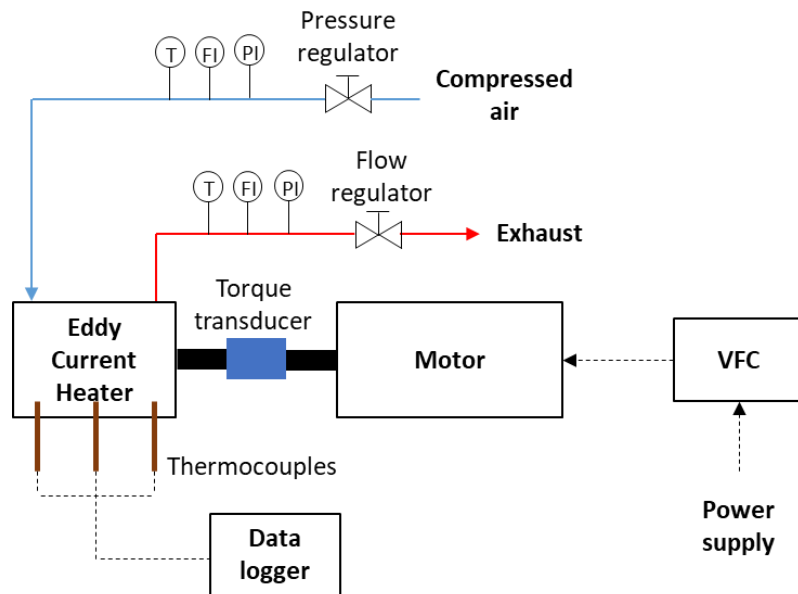 Pressure
regulator
T FI PI
Compressed
air
Flow
regulator
T FI PI
Exhaust
Torque
transducer
Eddy
Current
Heater
Motor
VFC
Thermocouples
Power
supply
Data
logger